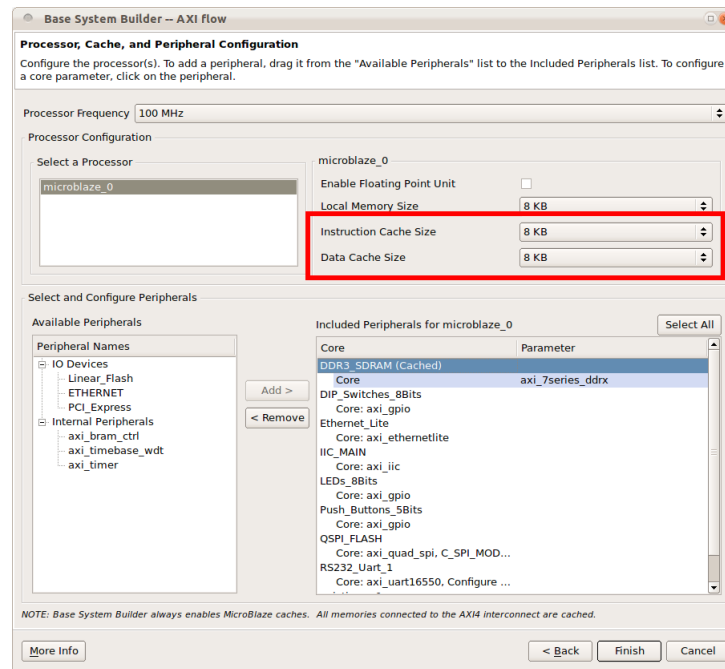 Base System Builder -- AXI flow
Processor, Cache, and Peripheral Configuration
Configure the processor(s). To add a peripheral, drag it from the "Available Peripherals" list to the Included Peripherals list. To configure
a core parameter, click on the peripheral.
Processor Frequency 100 MHz
Processor Configuration
Select a Processor
microblaze_0
microblaze_0
Enable Floating Point Unit
Local Memory Size 8 KB
Instruction Cache Size 8 KB
Data Cache Size 8 KB
Select and Configure Peripherals
Available Peripherals
Peripheral Names
IO Devices
Linear_Flash
ETHERNET
PCI_Express
Internal Peripherals
axi_bram_ctrl
axi_timebase_wdt
axi_timer
Add >
< Remove
Included Peripherals for microblaze_0
Select All
Core Parameter
DDR3_SDRAM (Cached)
Core axi_7series_ddrx
DIP_Switches_8Bits
Core: axi_gpio
Ethernet_Lite
Core: axi_ethernetlite
IIC_MAIN
Core: axi_iic
LEDs_8Bits
Core: axi_gpio
Push_Buttons_5Bits
Core: axi_gpio
QSPI_FLASH
Core: axi_quad_spi, C_SPI_MOD...
RS232_Uart_1
Core: axi_uart16550, Configure ...
NOTE: Base System Builder always enables MicroBlaze caches. All memories connected to the AXI4 interconnect are cached.
More Info
< Back
Finish
Cancel